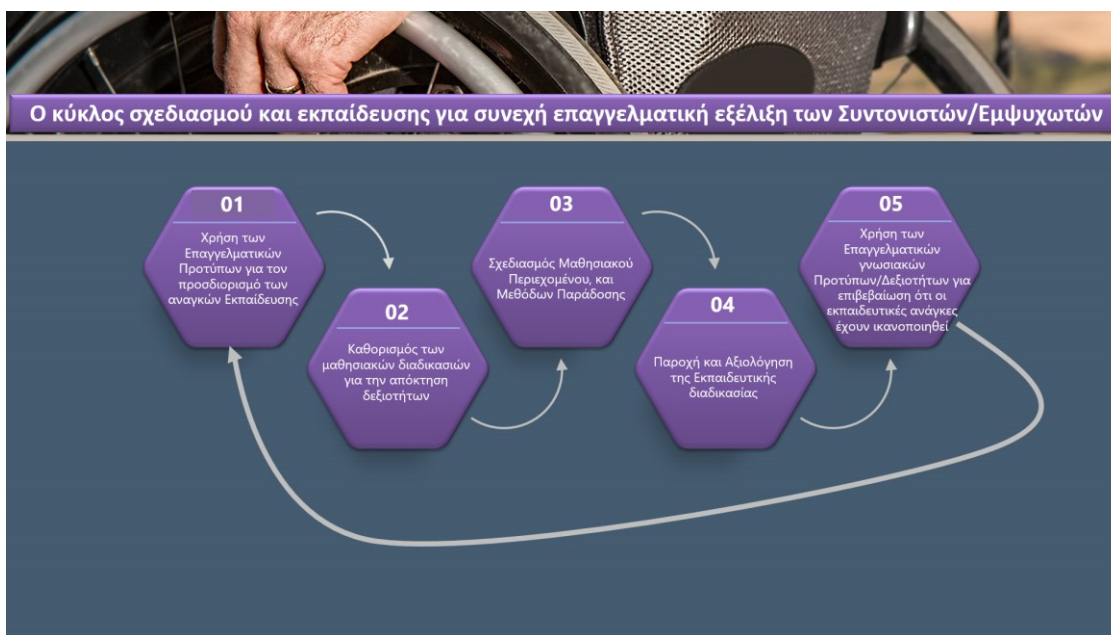 Ο κύκλος σχεδιασμού και εκπαίδευσης για συνεχή επαγγελματική εξέλιξη των Συντονιστών/Εμψυχωτών
01
Χρήση των
Επαγγελματικών
Προτύπων για τον
προσδιορισμό των
αναγκών Εκπαίδευσης
02
Καθορισμός των
μαθησιακών διαδικασιών
για την απόκτηση
δεξιοτήτων
03
Σχεδιασμός Μαθησιακού
Περιεχομένου, και
Μεθόδων Παράδοσης
04
Παροχή και Αξιολόγηση
της Εκπαιδευτικής
διαδικασίας
05
Χρήση των
Επαγγελματικών
γνωσιακών
Προτύπων/Δεξιοτήτων για
επιβεβαίωση ότι οι
εκπαιδευτικές ανάγκες
έχουν ικανοποιηθεί